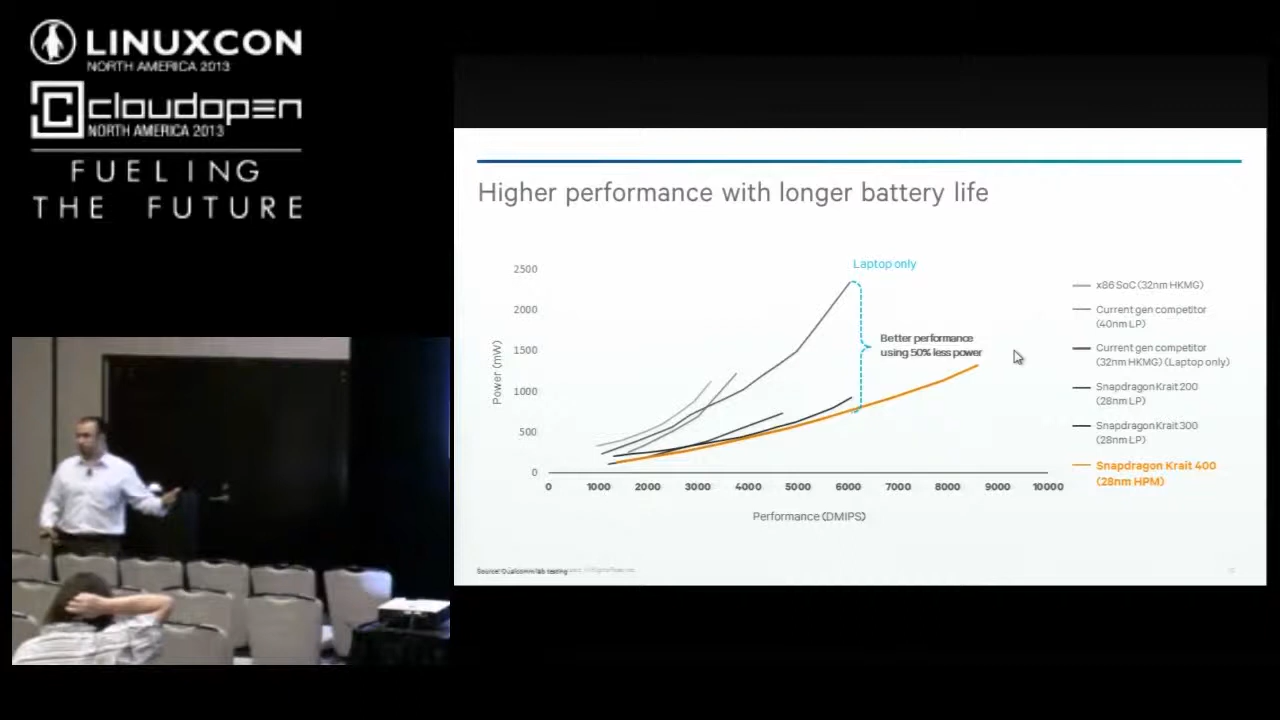 LINUXCON
NORTH AMERICA 2013
cloudopen
NORTH AMERICA 2013
FUELING
THE FUTURE
Higher performance with longer battery life
Laptop only
2500
2000
1500
1000
500
0
Power (mW)
Better performance
using 50% less power
0 1000 2000 3000 4000 5000 6000 7000 8000 9000 10000
Performance (DMIPS)
x86 SoC (32nm HKMG)
Current gen competitor
(40nm LP)
Current gen competitor
(32nm HKMG) (Laptop only)
Snapdragon Krait 200
(28nm LP)
Snapdragon Krait 300
(28nm LP)
Snapdragon Krait 400
(28nm HPM)
Source: Qualcomm lab testing